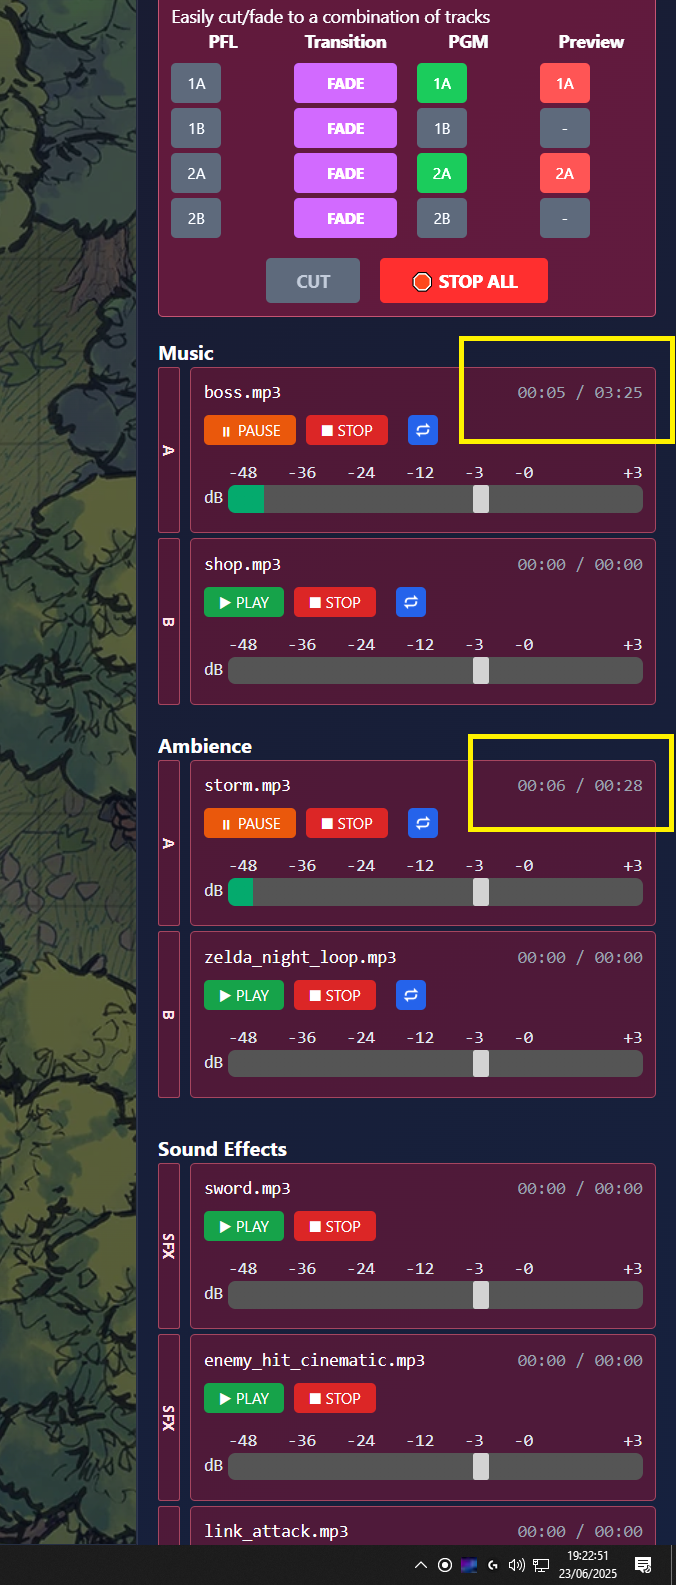 Easily cut/fade to a combination of tracks
PFL Transition PGM Preview
1A FADE 1A 1A
1B FADE 1B -
2A FADE 2A 2A
2B FADE 2B -
CUT STOP ALL
Music
A
boss.mp3 00:05 / 03:25
PAUSE STOP
-48 -36 -24 -12 -3 -0 +3
dB
B
shop.mp3 00:00 / 00:00
PLAY STOP
-48 -36 -24 -12 -3 -0 +3
dB
Ambience
A
storm.mp3 00:06 / 00:28
PAUSE STOP
-48 -36 -24 -12 -3 -0 +3
dB
B
zelda_night_loop.mp3 00:00 / 00:00
PLAY STOP
-48 -36 -24 -12 -3 -0 +3
dB
Sound Effects
SFX
sword.mp3 00:00 / 00:00
PLAY STOP
-48 -36 -24 -12 -3 -0 +3
dB
SFX
enemy_hit_cinematic.mp3 00:00 / 00:00
PLAY STOP
-48 -36 -24 -12 -3 -0 +3
dB
link_attack.mp3 00:00 / 00:00
19:22:51
23/06/2025